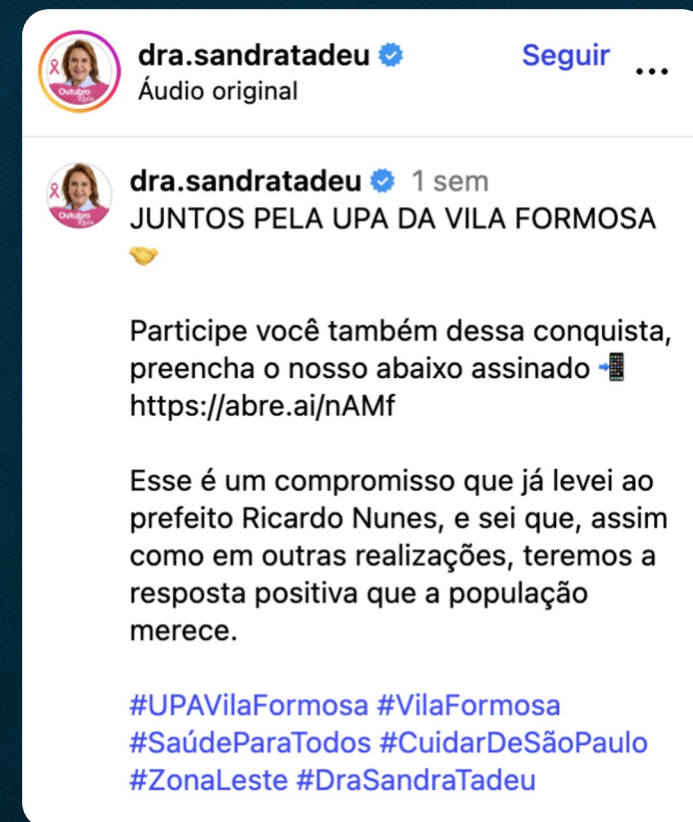 dra.sandratadeu
Seguir
...
Áudio original
Outubro
dra.sandratadeu 1 sem
Outubro
JUNTOS PELA UPA DA VILA FORMOSA
🤝
Participe você também dessa conquista,
preencha o nosso abaixo assinado 📲
https://abre.ai/nAMf
Esse é um compromisso que já levei ao
prefeito Ricardo Nunes, e sei que, assim
como em outras realizações, teremos a
resposta positiva que a população
merece.
#UPAVilaFormosa #VilaFormosa
#SaúdeParaTodos #CuidarDeSãoPaulo
#ZonaLeste #DraSandraTadeu